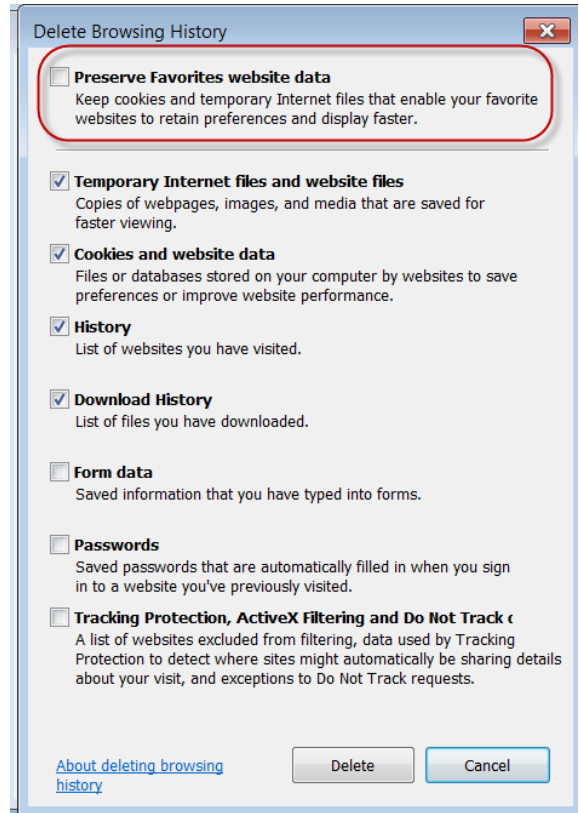 Delete Browsing History
Preserve Favorites website data
Keep cookies and temporary Internet files that enable your favorite
websites to retain preferences and display faster.
Temporary Internet files and website files
Copies of webpages, images, and media that are saved for
faster viewing.
Cookies and website data
Files or databases stored on your computer by websites to save
preferences or improve website performance.
History
List of websites you have visited.
Download History
List of files you have downloaded.
Form data
Saved information that you have typed into forms.
Passwords
Saved passwords that are automatically filled in when you sign
in to a website you've previously visited.
Tracking Protection, ActiveX Filtering and Do Not Track
A list of websites excluded from filtering, data used by Tracking
Protection to detect where sites might automatically be sharing details
about your visit, and exceptions to Do Not Track requests.
About deleting browsing
history
Delete
Cancel